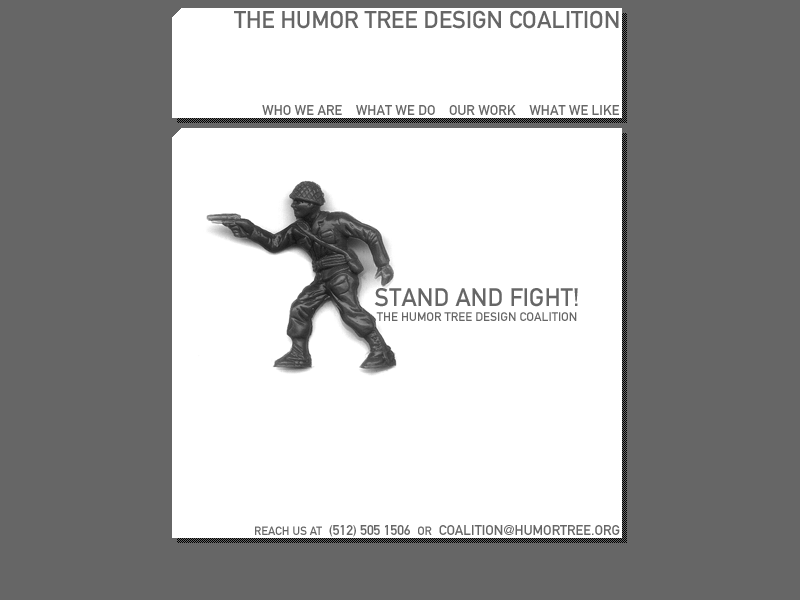 THE HUMOR TREE DESIGN COALITION
WHO WE ARE WHAT WE DO OUR WORK WHAT WE LIKE
STAND AND FIGHT!
THE HUMOR TREE DESIGN COALITION
REACH US AT (512) 505 1506 OR COALITION@HUMORTREE.ORG